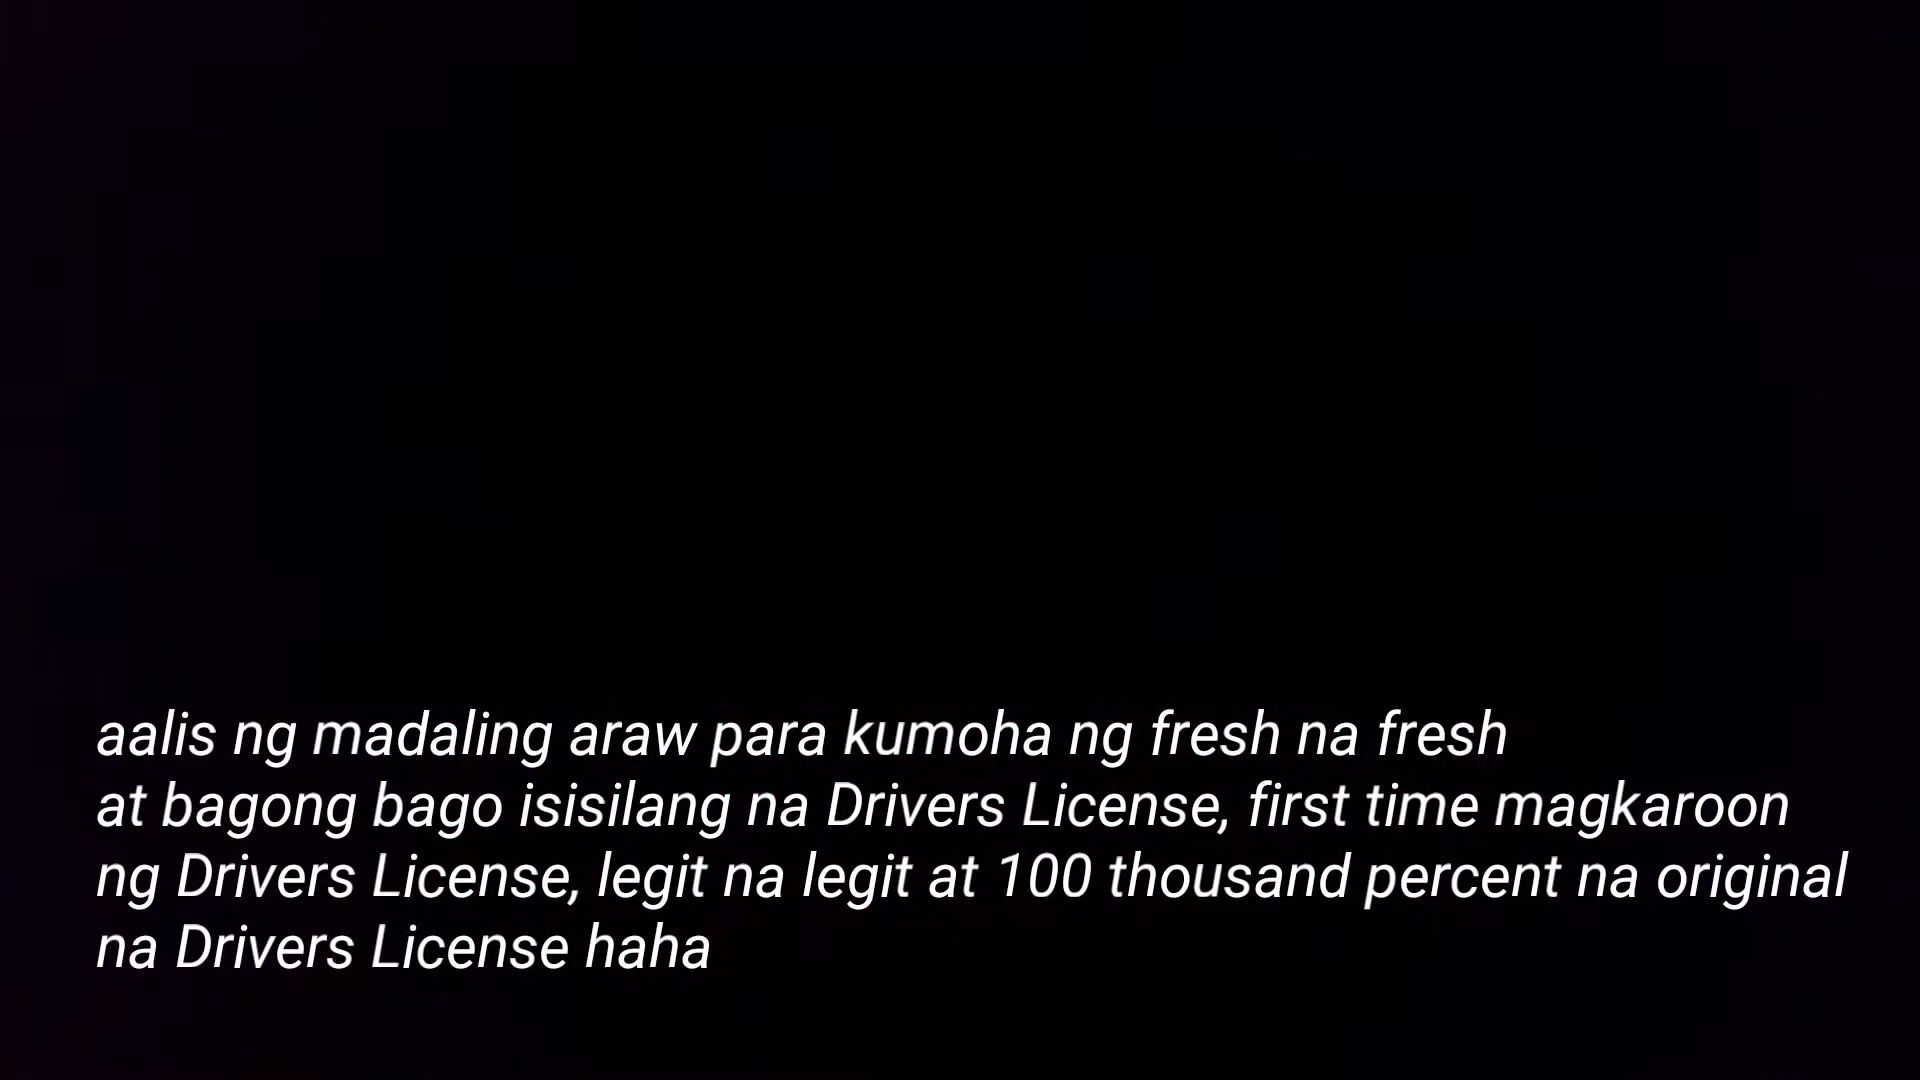 aalis ng madaling araw para kumoha ng fresh na fresh
at bagong bago isisilang na Drivers License, first time magkaroon
ng Drivers License, legit na legit at 100 thousand percent na original
na Drivers License haha